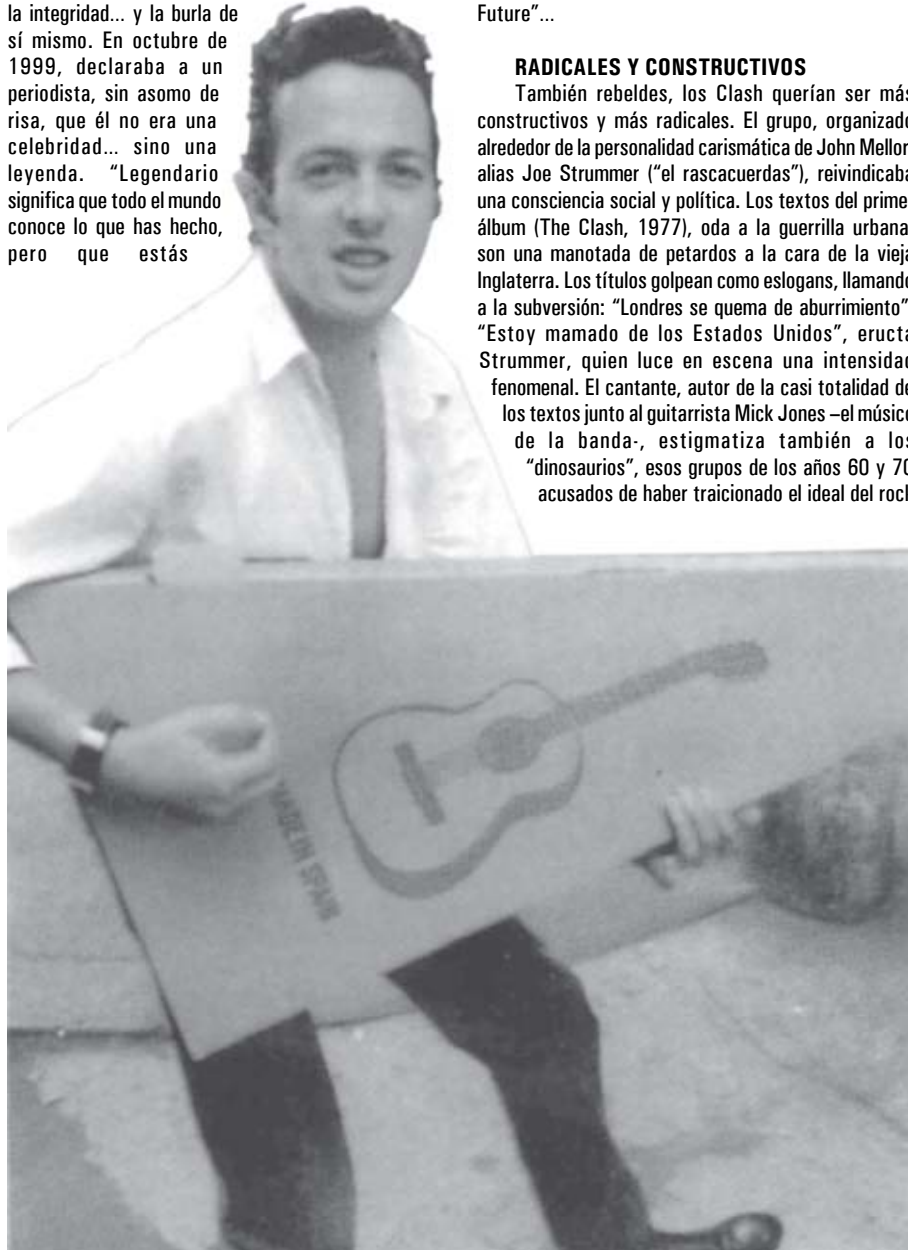 la integridad... y la burla de
sí mismo. En octubre de
1999, declaraba a un
periodista, sin asomo de
risa, que él no era una
celebridad... sino una
leyenda. “Legendario
significa que todo el mundo
conoce lo que has hecho,
pero que estás
Future”...
RADICALES Y CONSTRUCTIVOS
También rebeldes, los Clash querían ser más
constructivos y más radicales. El grupo, organizado
alrededor de la personalidad carismática de John Mellor,
alias Joe Strummer (“el rascacuerdas”), reivindicaba
una consciencia social y política. Los textos del primer
álbum (The Clash, 1977), oda a la guerrilla urbana,
son una manotada de petardos a la cara de la vieja
Inglaterra. Los títulos golpean como eslogans, llamando
a la subversión: “Londres se quema de aburrimiento”
“Estoy mamado de los Estados Unidos”, eructa
Strummer, quien luce en escena una intensidad
fenomenal. El cantante, autor de la casi totalidad de
los textos junto al guitarrista Mick Jones –el músico
de la banda-, estigmatiza también a los
“dinosaurios”, esos grupos de los años 60 y 70
acusados de haber traicionado el ideal del rock
MADE IN SPAIN